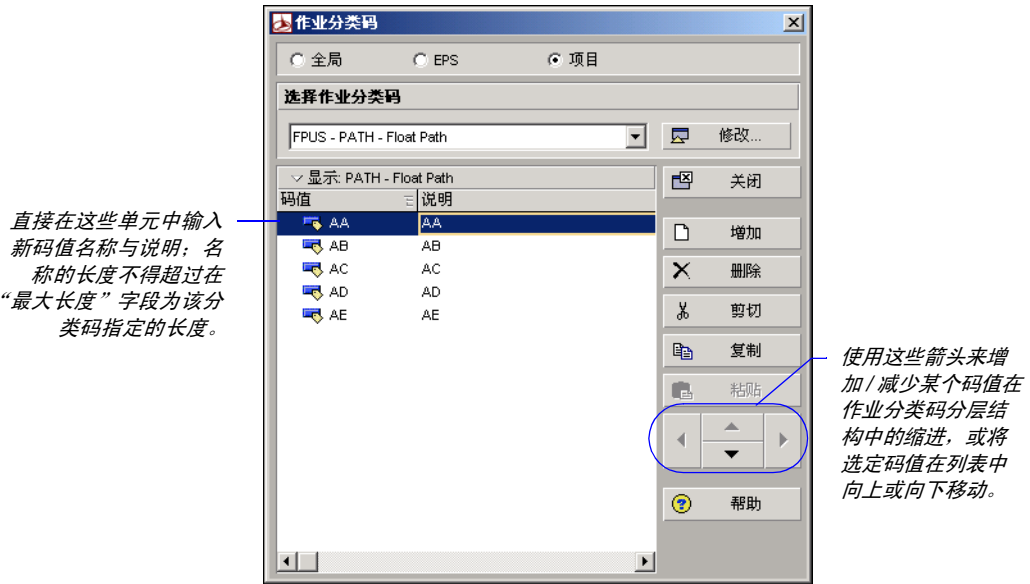 作业分类码
全局 EPS 项目
选择作业分类码
FPUS - PATH - Float Path 修改...
显示: PATH - Float Path 关闭
码值 说明
AA AA
AB AB
AC AC
AD AD
AE AE
增加
删除
剪切
复制
粘贴
帮助
直接在这些单元中输入
新码值名称与说明；名
称的长度不得超过在
“最大长度”字段为该分
类码指定的长度。
使用这些箭头来增
加/减少某个码值在
作业分类码分层结
构中的缩进，或将
选定码值在列表中
向上或向下移动。